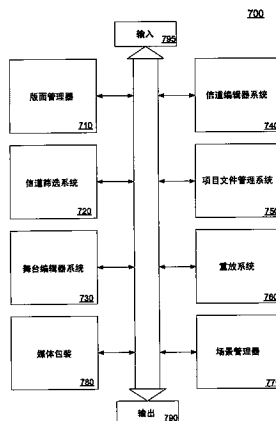 700
输入
795
版面管理器
710
信道编辑器系统
740
信道筛选系统
720
项目文件管理系统
750
舞台编辑器系统
730
重放系统
760
媒体包装
780
场景管理器
770
输出
790